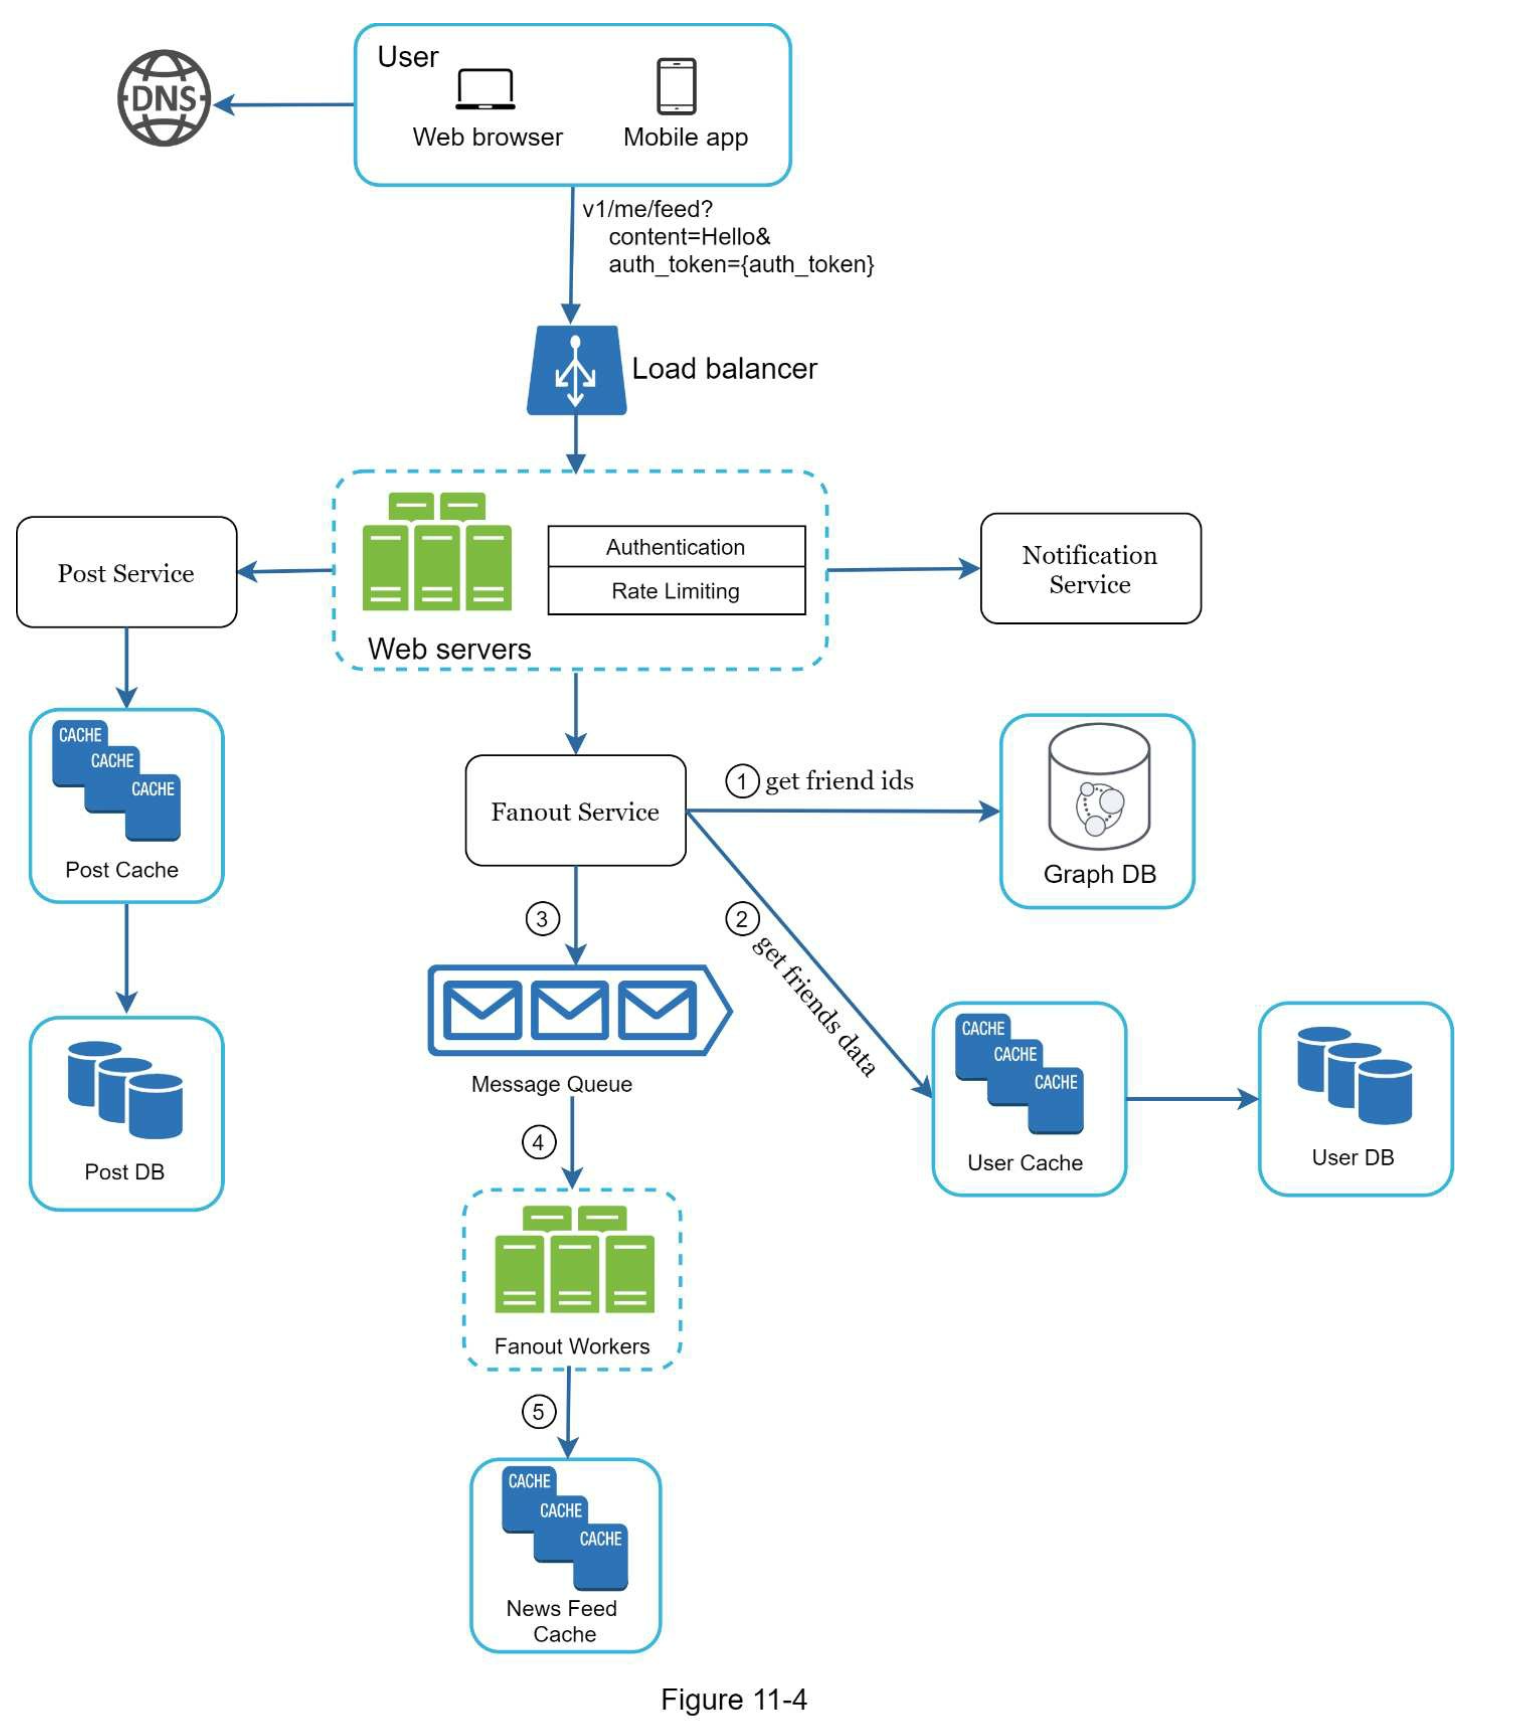 User
DNS
Web browser
Mobile app
v1/me/feed?
content=Hello&
auth_token={auth_token}
Load balancer
Post Service
Authentication
Rate Limiting
Web servers
Notification
Service
CACHE
CACHE
CACHE
Post Cache
Fanout Service
1 get friend ids
Graph DB
2 get friends data
3
Message Queue
Post DB
CACHE
CACHE
CACHE
User Cache
User DB
4
Fanout Workers
5
CACHE
CACHE
CACHE
News Feed
Cache
Figure 11-4